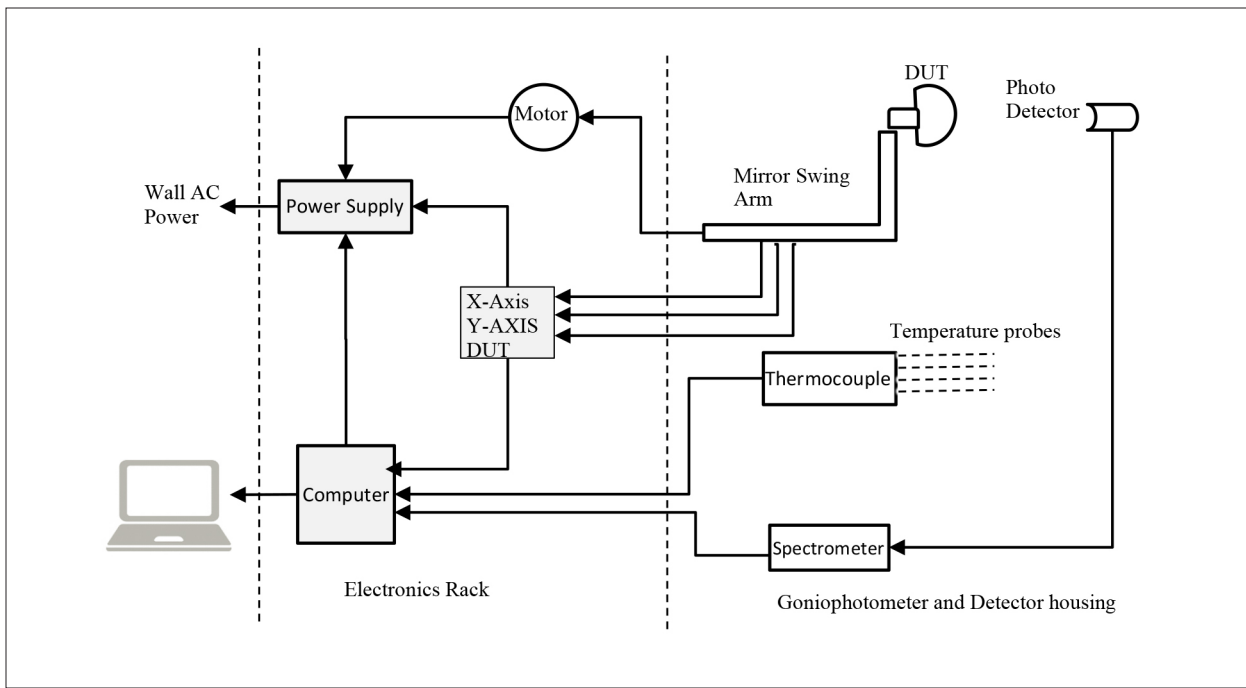 DUT
Photo
Detector
Motor
Mirror Swing
Arm
Wall AC
Power
Power Supply
X-Axis
Y-AXIS
DUT
Temperature probes
Thermocouple
Computer
Spectrometer
Electronics Rack
Goniophotometer and Detector housing